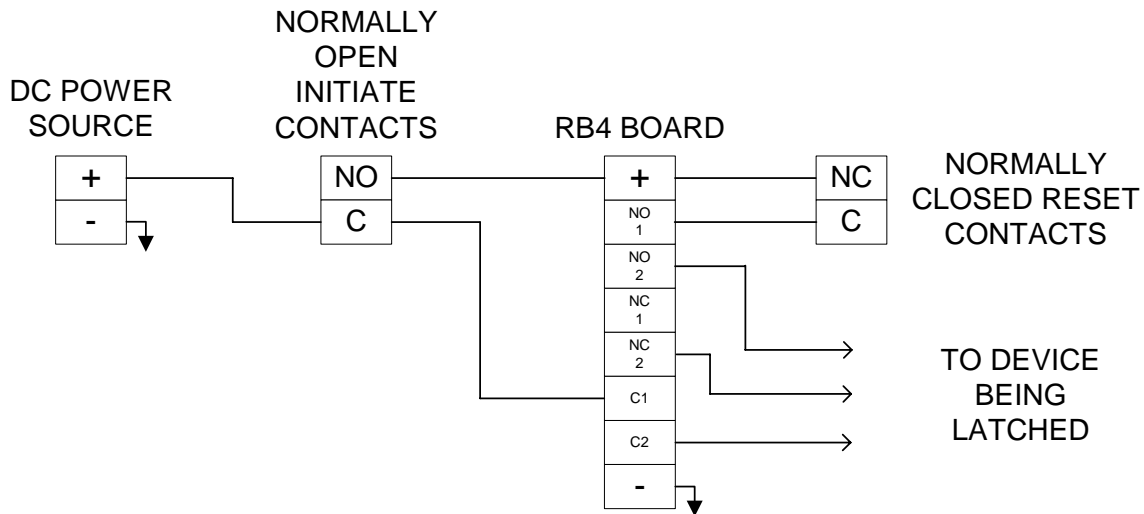 NORMALLY
OPEN
INITIATE
CONTACTS
DC POWER
SOURCE
RB4 BOARD
NORMALLY
CLOSED RESET
CONTACTS
+
-
NO
C
+
NO
1
NO
2
NC
1
NC
2
C1
C2
-
NC
C
TO DEVICE
BEING
LATCHED